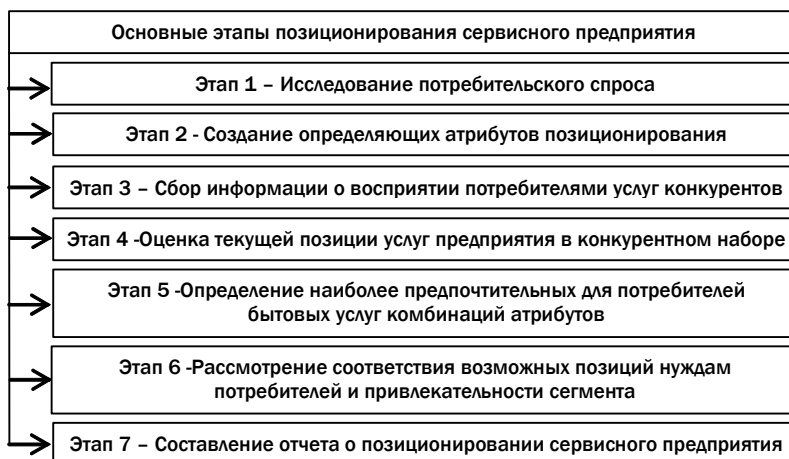 Основные этапы позиционирования сервисного предприятия
Этап 1 – Исследование потребительского спроса
Этап 2 - Создание определяющих атрибутов позиционирования
Этап 3 – Сбор информации о восприятии потребителями услуг конкурентов
Этап 4 -Оценка текущей позиции услуг предприятия в конкурентном наборе
Этап 5 -Определение наиболее предпочтительных для потребителей
бытовых услуг комбинаций атрибутов
Этап 6 -Рассмотрение соответствия возможных позиций нуждам
потребителей и привлекательности сегмента
Этап 7 – Составление отчета о позиционировании сервисного предприятия